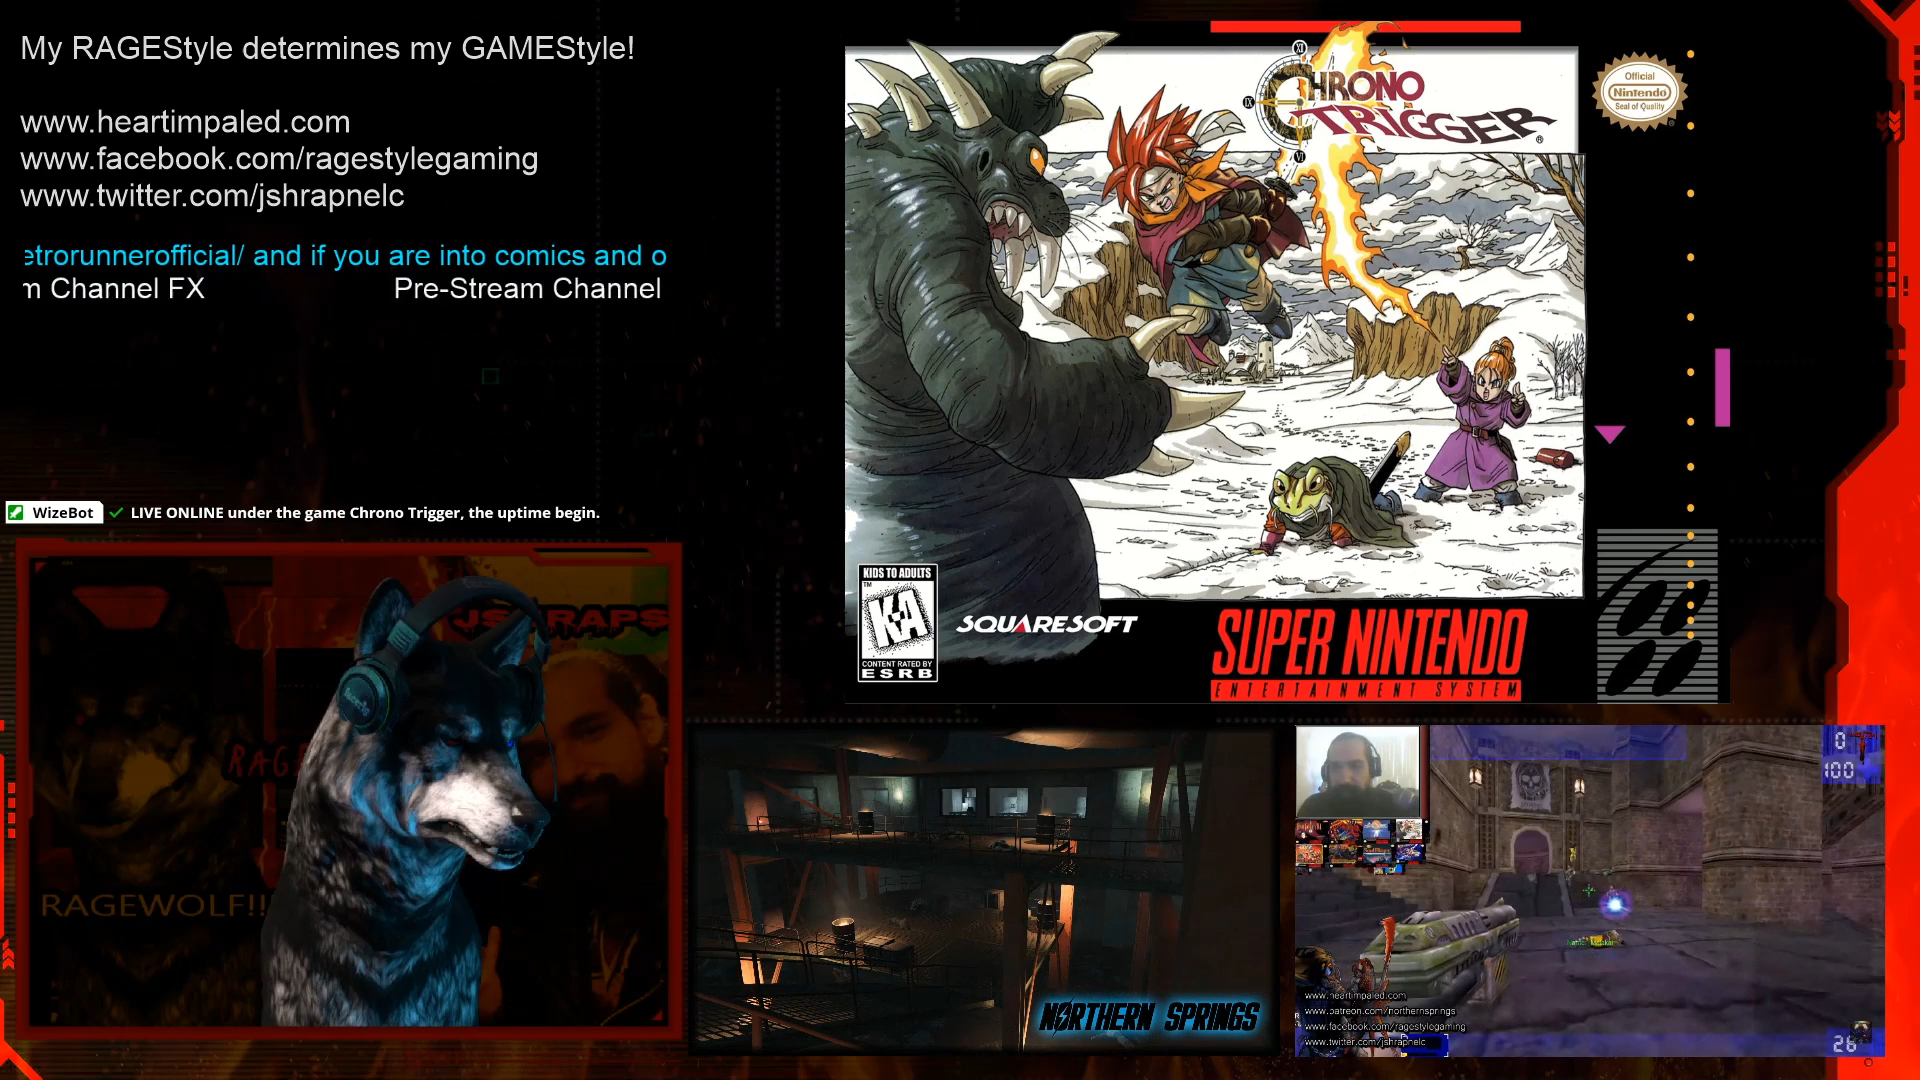 My RAGEStyle determines my GAMEStyle!
www.heartimpaled.com
www.facebook.com/ragestylegaming
www.twitter.com/jshrapnelc
etrorunnerofficial/ and if you are into comics and o
m Channel FX Pre-Stream Channel
CHRONO
TRIGGER
Official
Nintendo
Seal of Quality
WizeBot LIVE ONLINE under the game Chrono Trigger, the uptime begin.
KIDS TO ADULTS
KA
CONTENT RATED BY
ESRB
SQUARESOFT
SUPER NINTENDO
ENTERTAINMENT SYSTEM
RAGEWOLF!!!
NORTHERN SPRINGS
0
100
www.heartimpaled.com
www.patreon.com/northernsprings
www.facebook.com/ragestylegaming
www.twitter.com/jshrapnelc
26